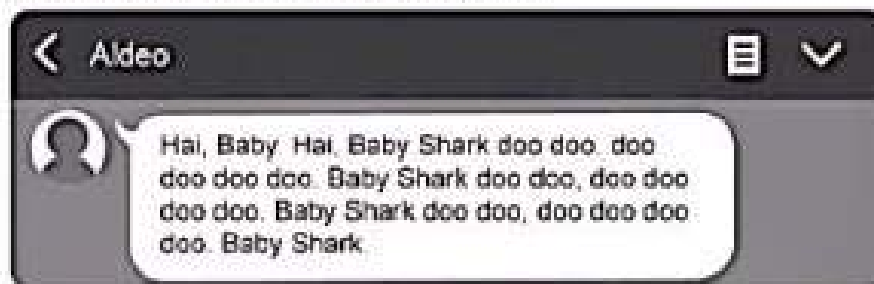 Aldeo
Hai, Baby. Hai, Baby Shark doo doo. doo
doo doo doo. Baby Shark doo doo, doo doo
doo doo. Baby Shark doo doo, doo doo doo
doo. Baby Shark.